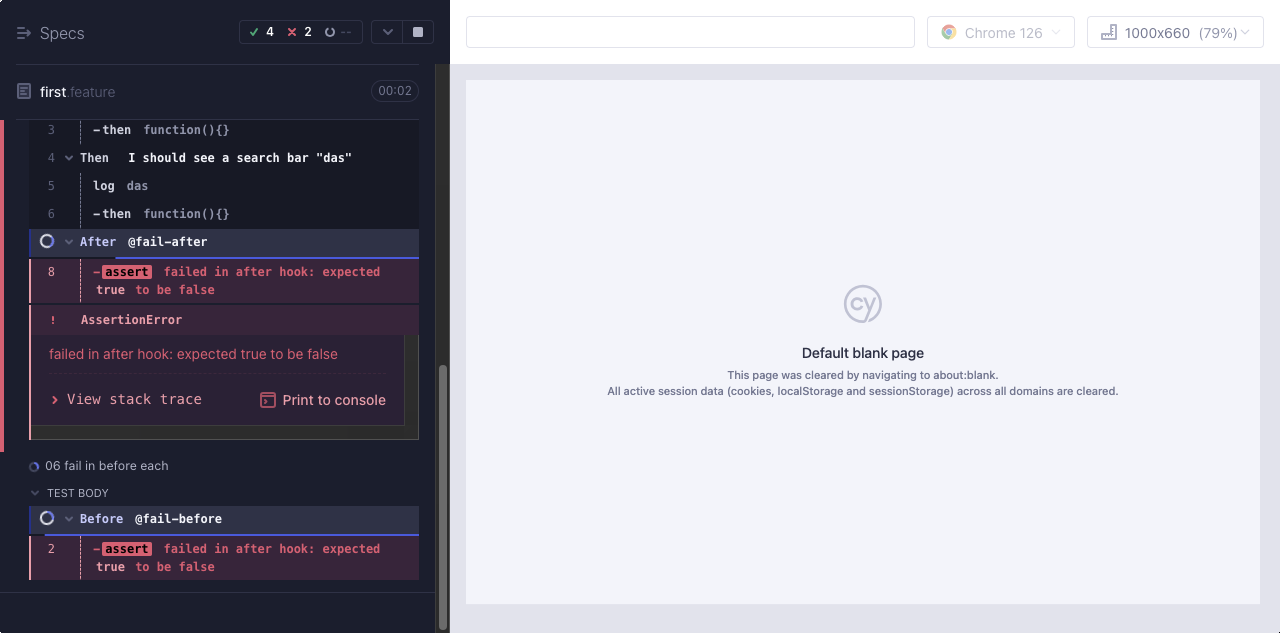 Specs
4 2 --
first.feature
00:02
3 -then function(){}
4 Then I should see a search bar "das"
5 log das
6 -then function(){}
After @fail-after
8 -assert failed in after hook: expected
true to be false
! AssertionError
failed in after hook: expected true to be false
View stack trace
Print to console
06 fail in before each
TEST BODY
Before @fail-before
2 -assert failed in after hook: expected
true to be false
Chrome 126
1000x660 (79%)
cy
Default blank page
This page was cleared by navigating to about:blank.
All active session data (cookies, localStorage and sessionStorage) across all domains are cleared.